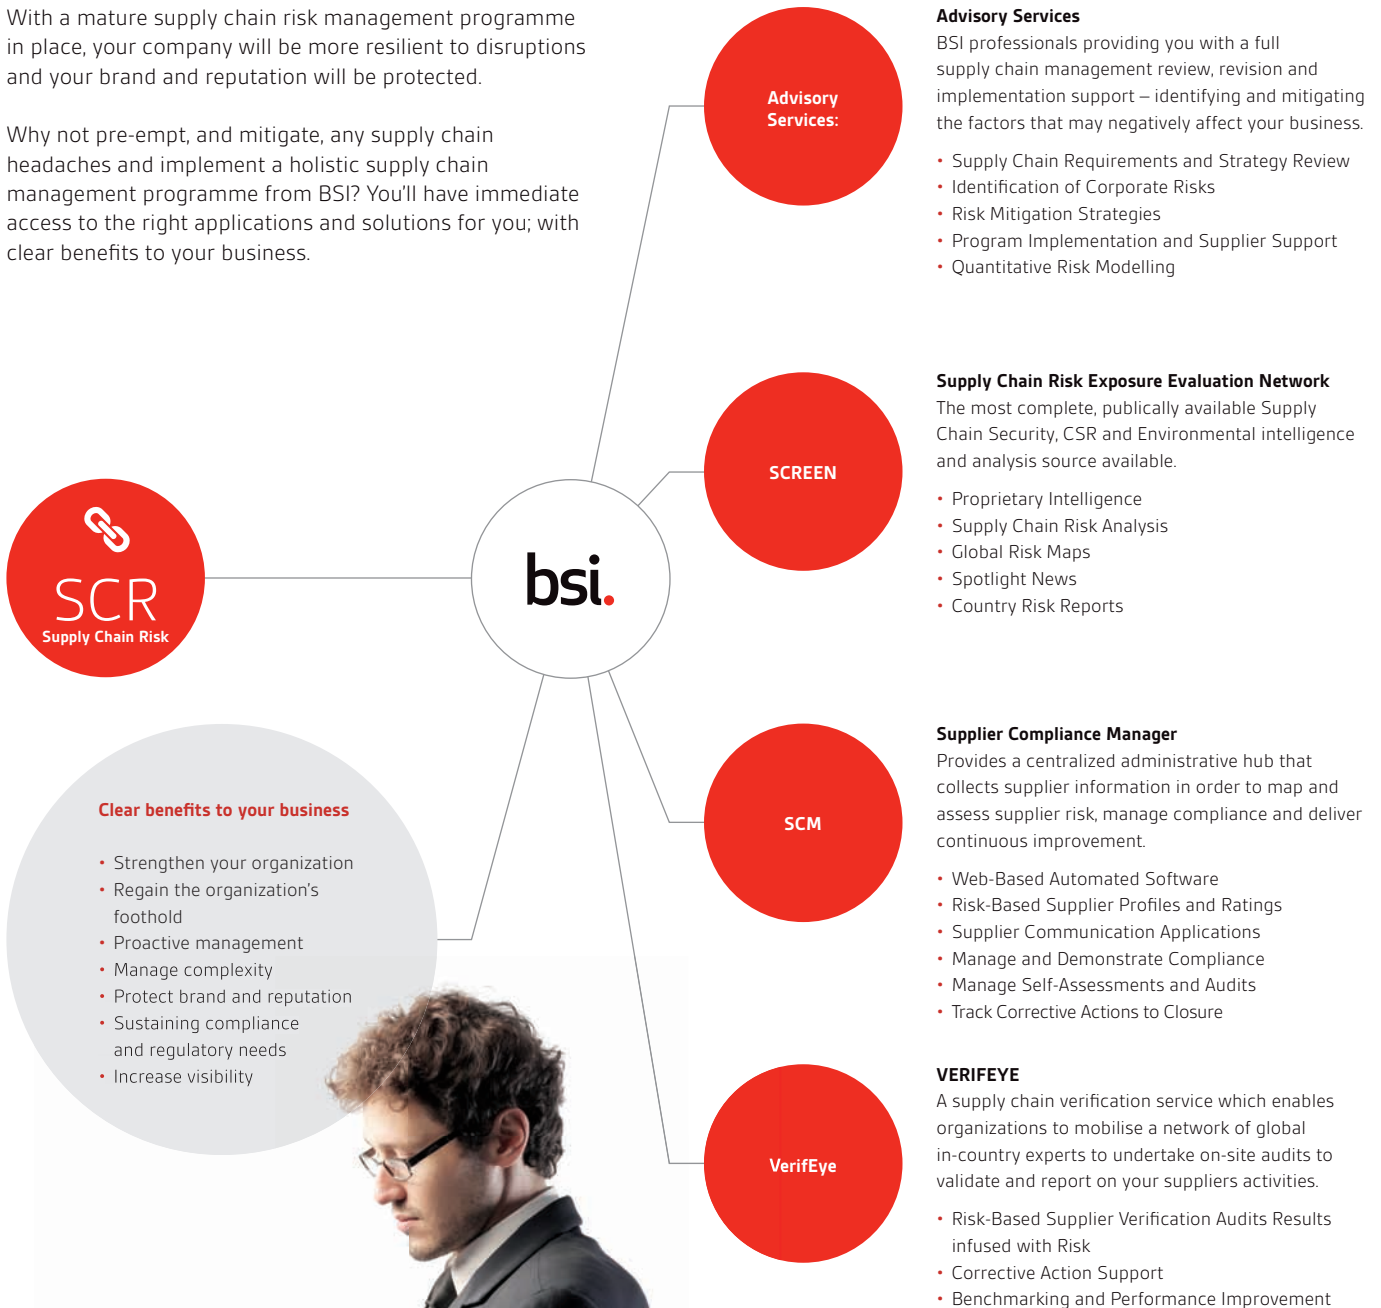 With a mature supply chain risk management programme
in place, your company will be more resilient to disruptions
and your brand and reputation will be protected.
Why not pre-empt, and mitigate, any supply chain
headaches and implement a holistic supply chain
management programme from BSI? You'll have immediate
access to the right applications and solutions for you; with
clear benefits to your business.
SCR
Supply Chain Risk
bsi.
Clear benefits to your business
• Strengthen your organization
• Regain the organization's
foothold
• Proactive management
• Manage complexity
• Protect brand and reputation
• Sustaining compliance
and regulatory needs
• Increase visibility
Advisory
Services:
Advisory Services
BSI professionals providing you with a full
supply chain management review, revision and
implementation support – identifying and mitigating
the factors that may negatively affect your business.
• Supply Chain Requirements and Strategy Review
• Identification of Corporate Risks
• Risk Mitigation Strategies
• Program Implementation and Supplier Support
• Quantitative Risk Modelling
SCREEN
Supply Chain Risk Exposure Evaluation Network
The most complete, publically available Supply
Chain Security, CSR and Environmental intelligence
and analysis source available.
• Proprietary Intelligence
• Supply Chain Risk Analysis
• Global Risk Maps
• Spotlight News
• Country Risk Reports
SCM
Supplier Compliance Manager
Provides a centralized administrative hub that
collects supplier information in order to map and
assess supplier risk, manage compliance and deliver
continuous improvement.
• Web-Based Automated Software
• Risk-Based Supplier Profiles and Ratings
• Supplier Communication Applications
• Manage and Demonstrate Compliance
• Manage Self-Assessments and Audits
• Track Corrective Actions to Closure
VerifEye
VERIFEYE
A supply chain verification service which enables
organizations to mobilise a network of global
in-country experts to undertake on-site audits to
validate and report on your suppliers activities.
• Risk-Based Supplier Verification Audits Results
infused with Risk
• Corrective Action Support
• Benchmarking and Performance Improvement